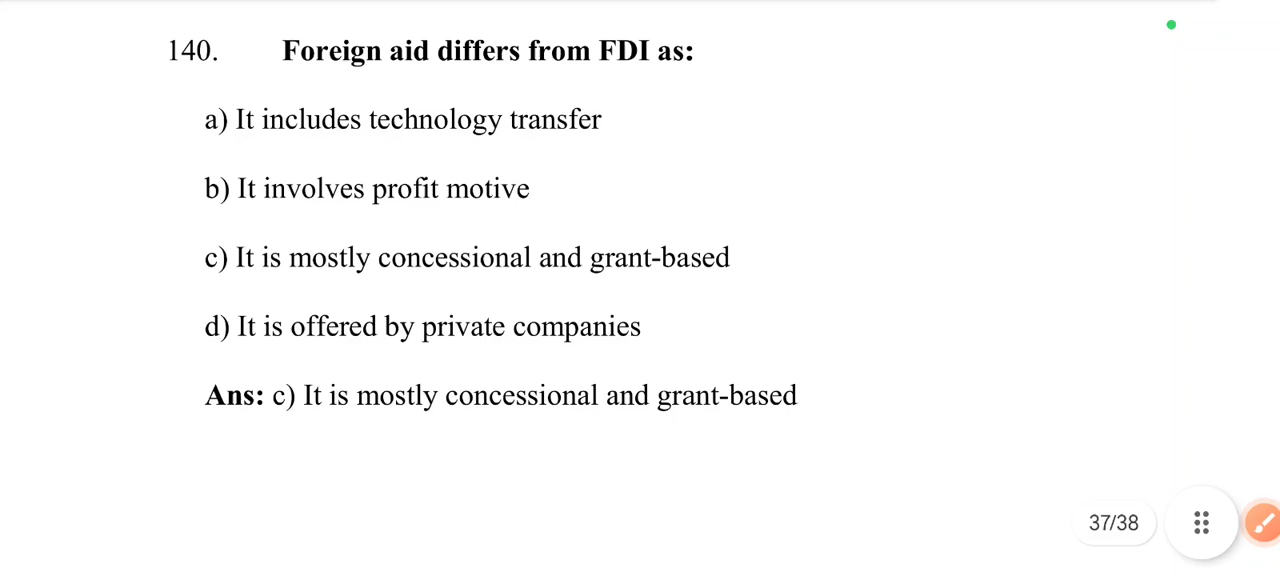 140. Foreign aid differs from FDI as:
a) It includes technology transfer
b) It involves profit motive
c) It is mostly concessional and grant-based
d) It is offered by private companies
Ans: c) It is mostly concessional and grant-based
37/38